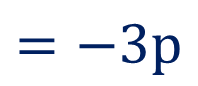 = −3p